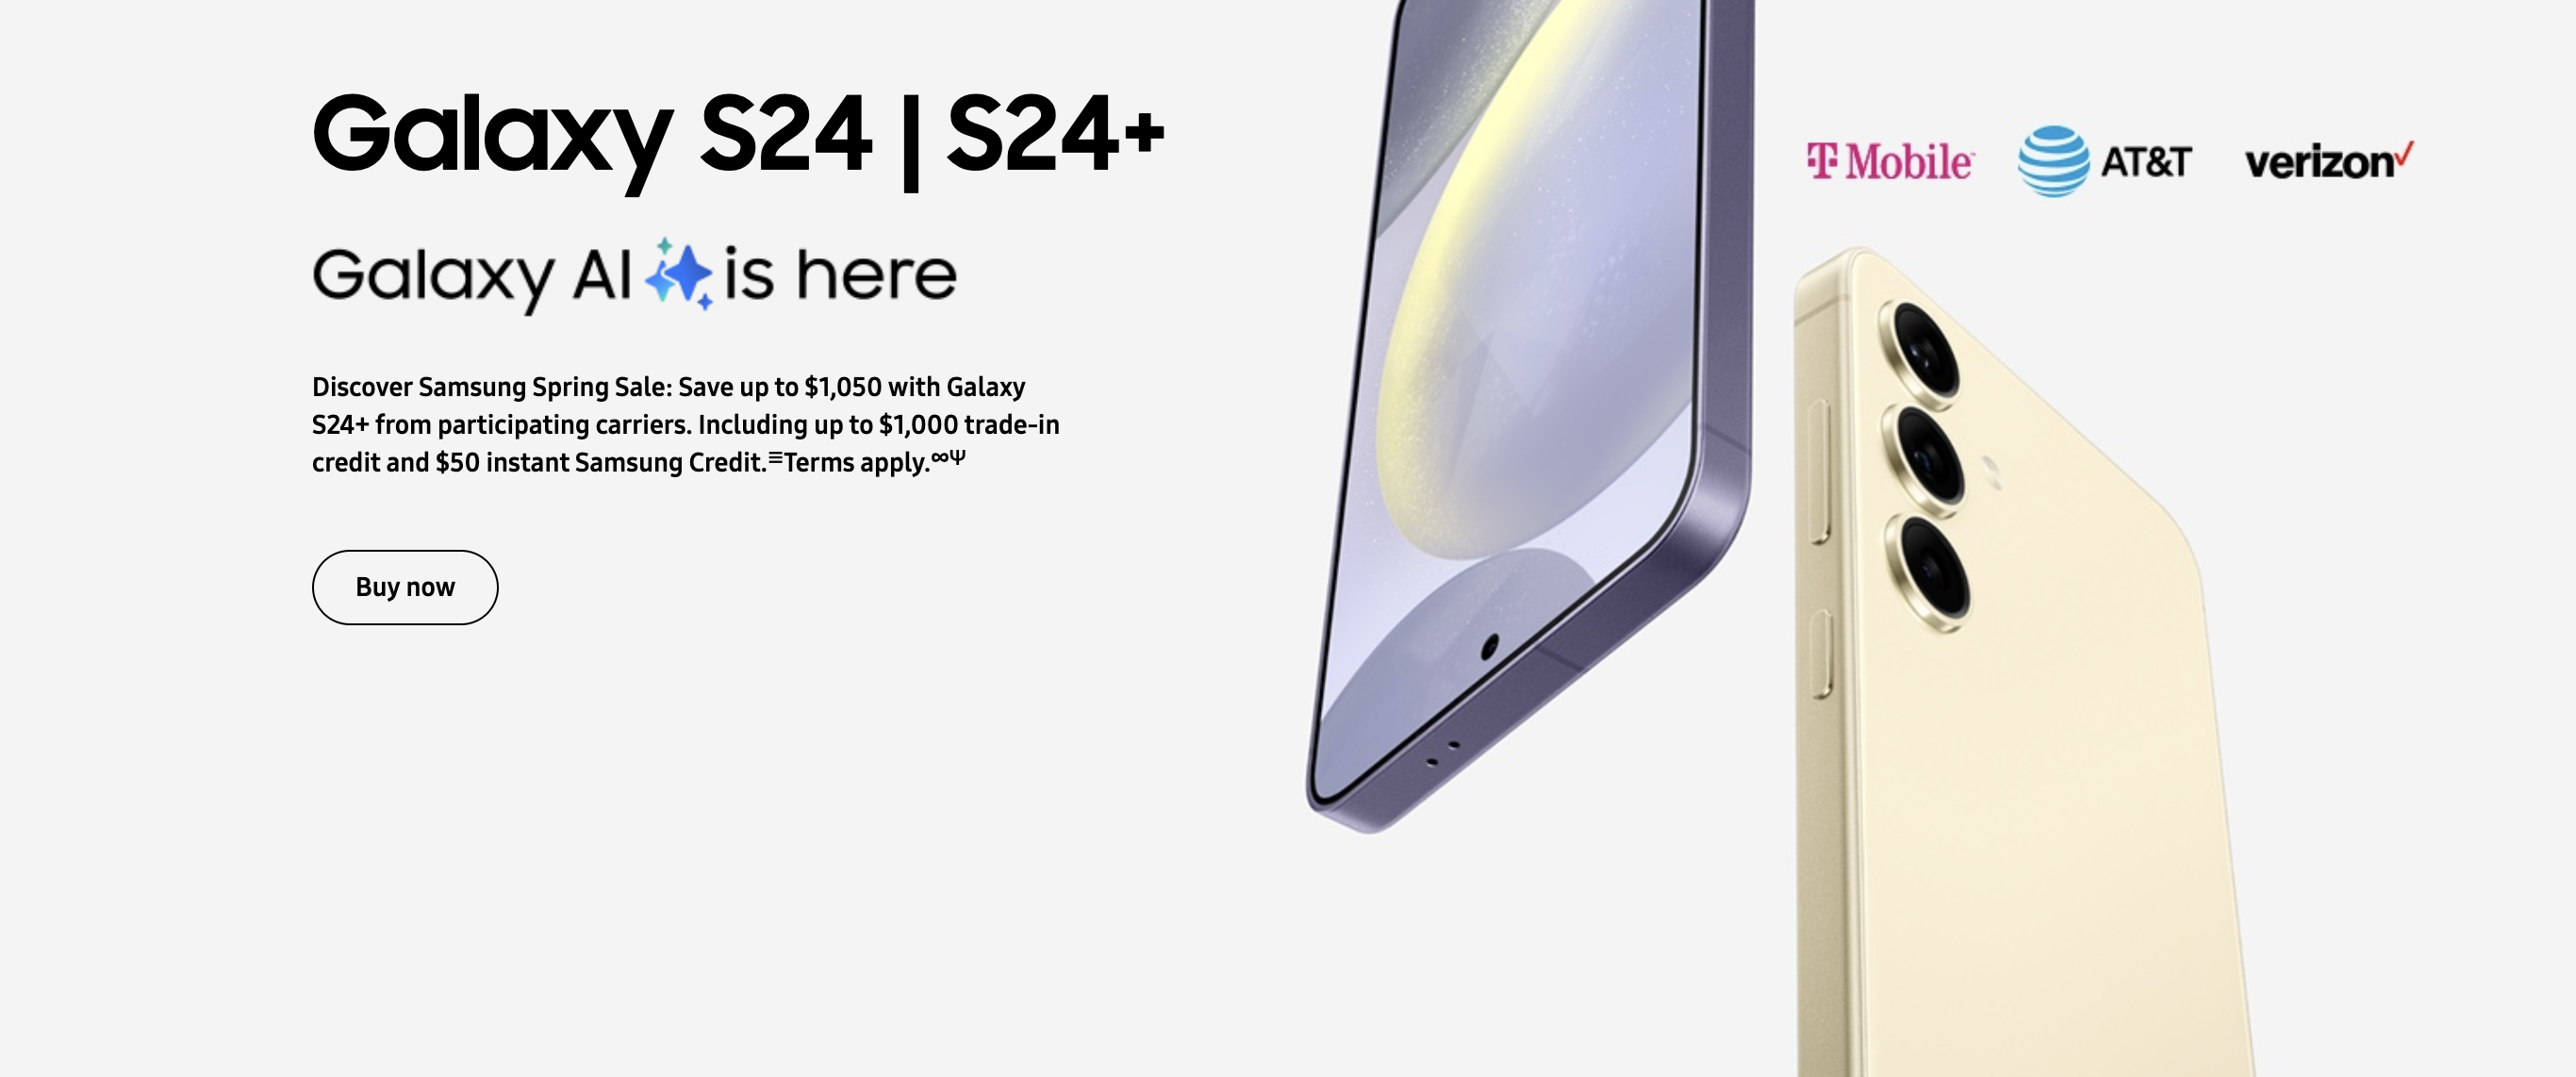 Galaxy S24 | S24+
T Mobile AT&T verizon
Galaxy AI is here
Discover Samsung Spring Sale: Save up to $1,050 with Galaxy
S24+ from participating carriers. Including up to $1,000 trade-in
credit and $50 instant Samsung Credit.≡Terms apply.∞Ψ
Buy now